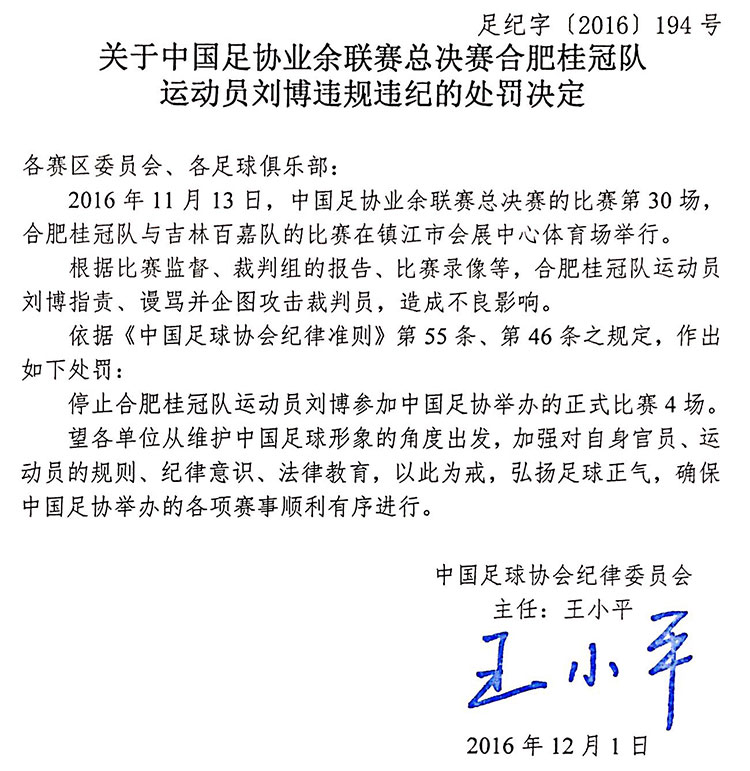 足纪字〔2016〕194 号
关于中国足协业余联赛总决赛合肥桂冠队
运动员刘博违规违纪的处罚决定
各赛区委员会、各足球俱乐部：
2016 年 11 月 13 日，中国足协业余联赛总决赛的比赛第 30 场，
合肥桂冠队与吉林百嘉队的比赛在镇江市会展中心体育场举行。
根据比赛监督、裁判组的报告、比赛录像等，合肥桂冠队运动员
刘博指责、谩骂并企图攻击裁判员，造成不良影响。
依据《中国足球协会纪律准则》第 55 条、第 46 条之规定，作出
如下处罚：
停止合肥桂冠队运动员刘博参加中国足协举办的正式比赛 4 场。
望各单位从维护中国足球形象的角度出发，加强对自身官员、运
动员的规则、纪律意识、法律教育，以此为戒，弘扬足球正气，确保
中国足协举办的各项赛事顺利有序进行。
中国足球协会纪律委员会
主任：王小平
王小平
2016 年 12 月 1 日